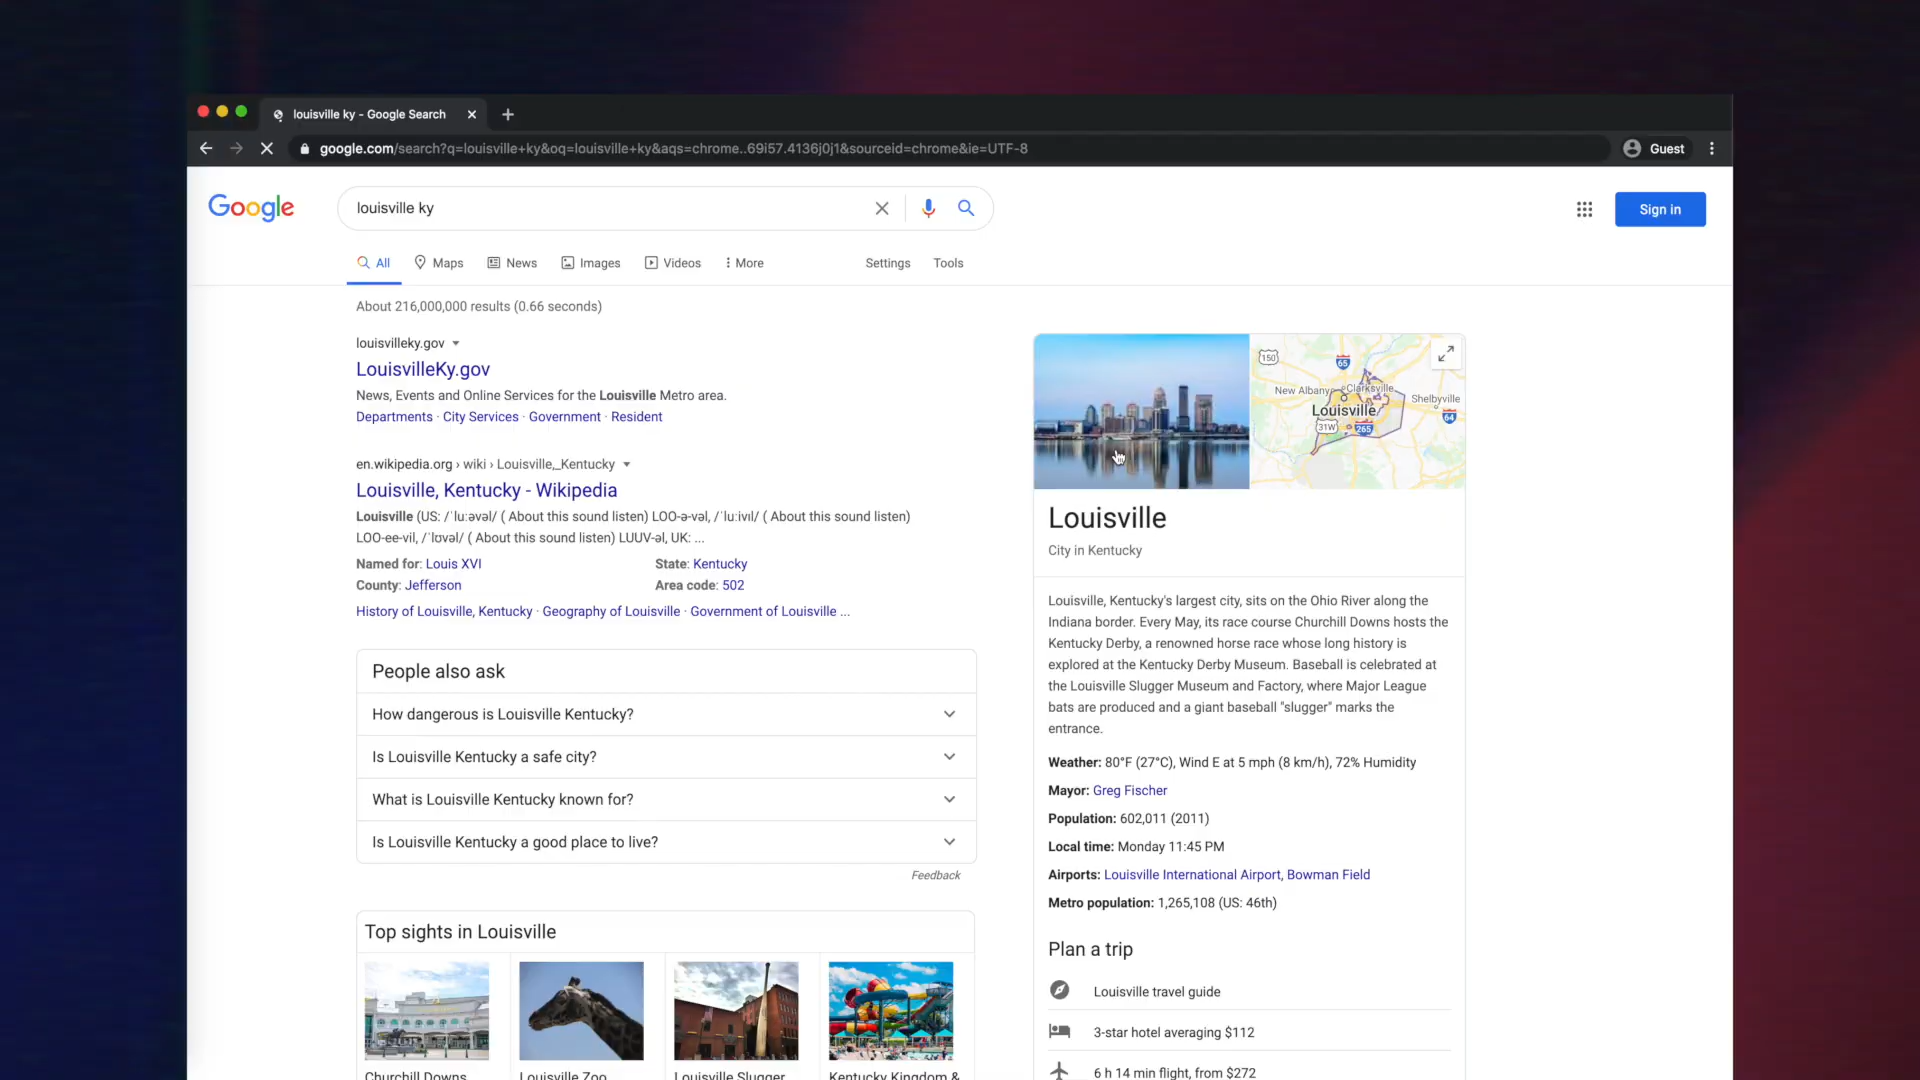 louisville ky - Google Search
google.com/search?q=louisville+ky&oq=louisville+ky&aqs=chrome..69i57.4136j0j1&sourceid=chrome&ie=UTF-8
Guest
Google
louisville ky
Sign in
All
Maps
News
Images
Videos
More
Settings
Tools
About 216,000,000 results (0.66 seconds)
louisvilleky.gov
LouisvilleKy.gov
News, Events and Online Services for the Louisville Metro area.
Departments · City Services · Government · Resident
en.wikipedia.org › wiki › Louisville,_Kentucky
Louisville, Kentucky - Wikipedia
Louisville (US: /ˈluːəvəl/ ( About this sound listen) LOO-ə-vəl, /ˈluːivɪl/ ( About this sound listen)
LOO-ee-vil, /ˈlʊvəl/ ( About this sound listen) LUUV-əl, UK: ...
Named for: Louis XVI
State: Kentucky
County: Jefferson
Area code: 502
History of Louisville, Kentucky · Geography of Louisville · Government of Louisville ...
People also ask
How dangerous is Louisville Kentucky?
Is Louisville Kentucky a safe city?
What is Louisville Kentucky known for?
Is Louisville Kentucky a good place to live?
Feedback
Top sights in Louisville
Churchill Downs
Louisville Zoo
Louisville Slugger
Kentucky Kingdom &
150
65
New Albany
Clarksville
Shelbyville
Louisville
64
31W
265
Louisville
City in Kentucky
Louisville, Kentucky's largest city, sits on the Ohio River along the
Indiana border. Every May, its race course Churchill Downs hosts the
Kentucky Derby, a renowned horse race whose long history is
explored at the Kentucky Derby Museum. Baseball is celebrated at
the Louisville Slugger Museum and Factory, where Major League
bats are produced and a giant baseball "slugger" marks the
entrance.
Weather: 80°F (27°C), Wind E at 5 mph (8 km/h), 72% Humidity
Mayor: Greg Fischer
Population: 602,011 (2011)
Local time: Monday 11:45 PM
Airports: Louisville International Airport, Bowman Field
Metro population: 1,265,108 (US: 46th)
Plan a trip
Louisville travel guide
3-star hotel averaging $112
6 h 14 min flight, from $272